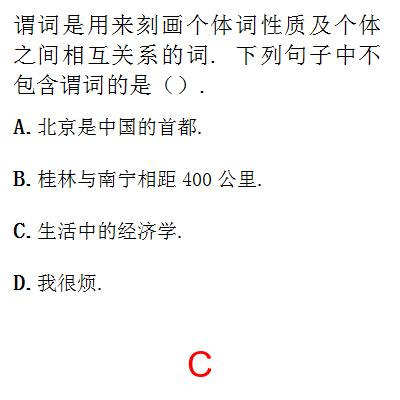 谓词是用来刻画个体词性质及个体
之间相互关系的词. 下列句子中不
包含谓词的是（）.
A. 北京是中国的首都.
B. 桂林与南宁相距 400 公里.
C. 生活中的经济学.
D. 我很烦.
C